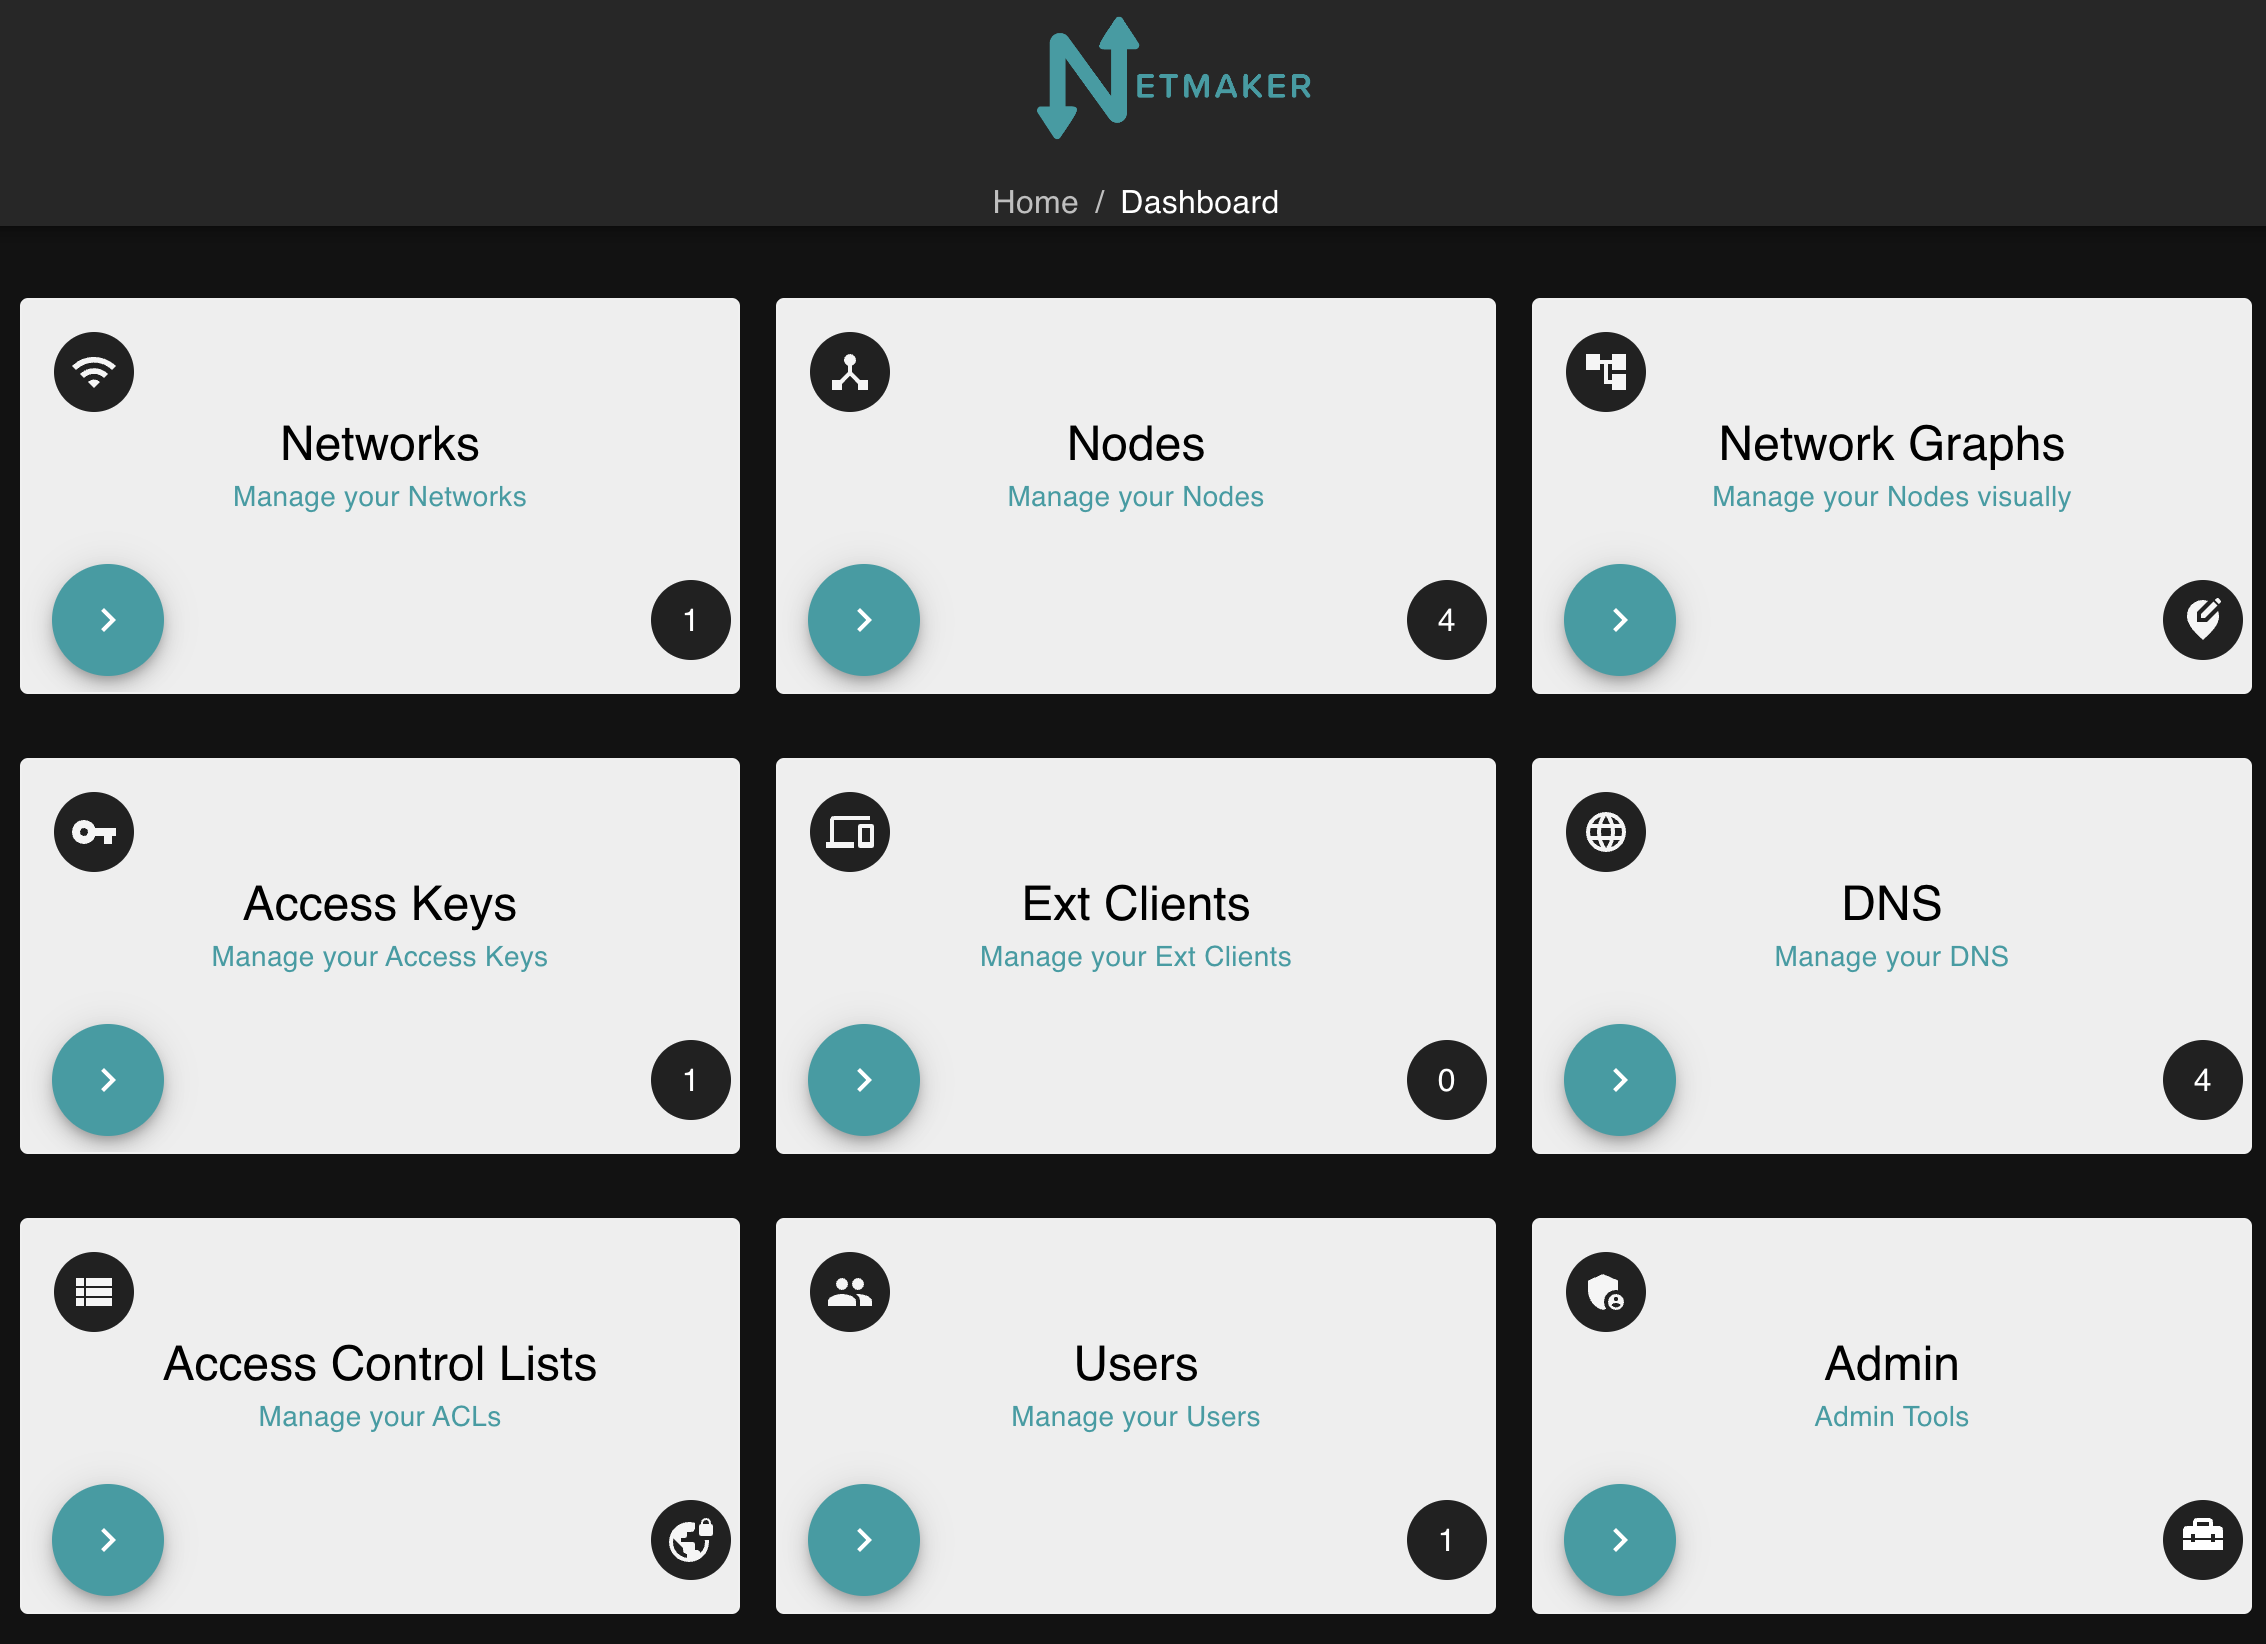 NETMAKER
Home / Dashboard
Networks
Manage your Networks
1
Nodes
Manage your Nodes
4
Network Graphs
Manage your Nodes visually
Access Keys
Manage your Access Keys
1
Ext Clients
Manage your Ext Clients
0
DNS
Manage your DNS
4
Access Control Lists
Manage your ACLs
Users
Manage your Users
1
Admin
Admin Tools